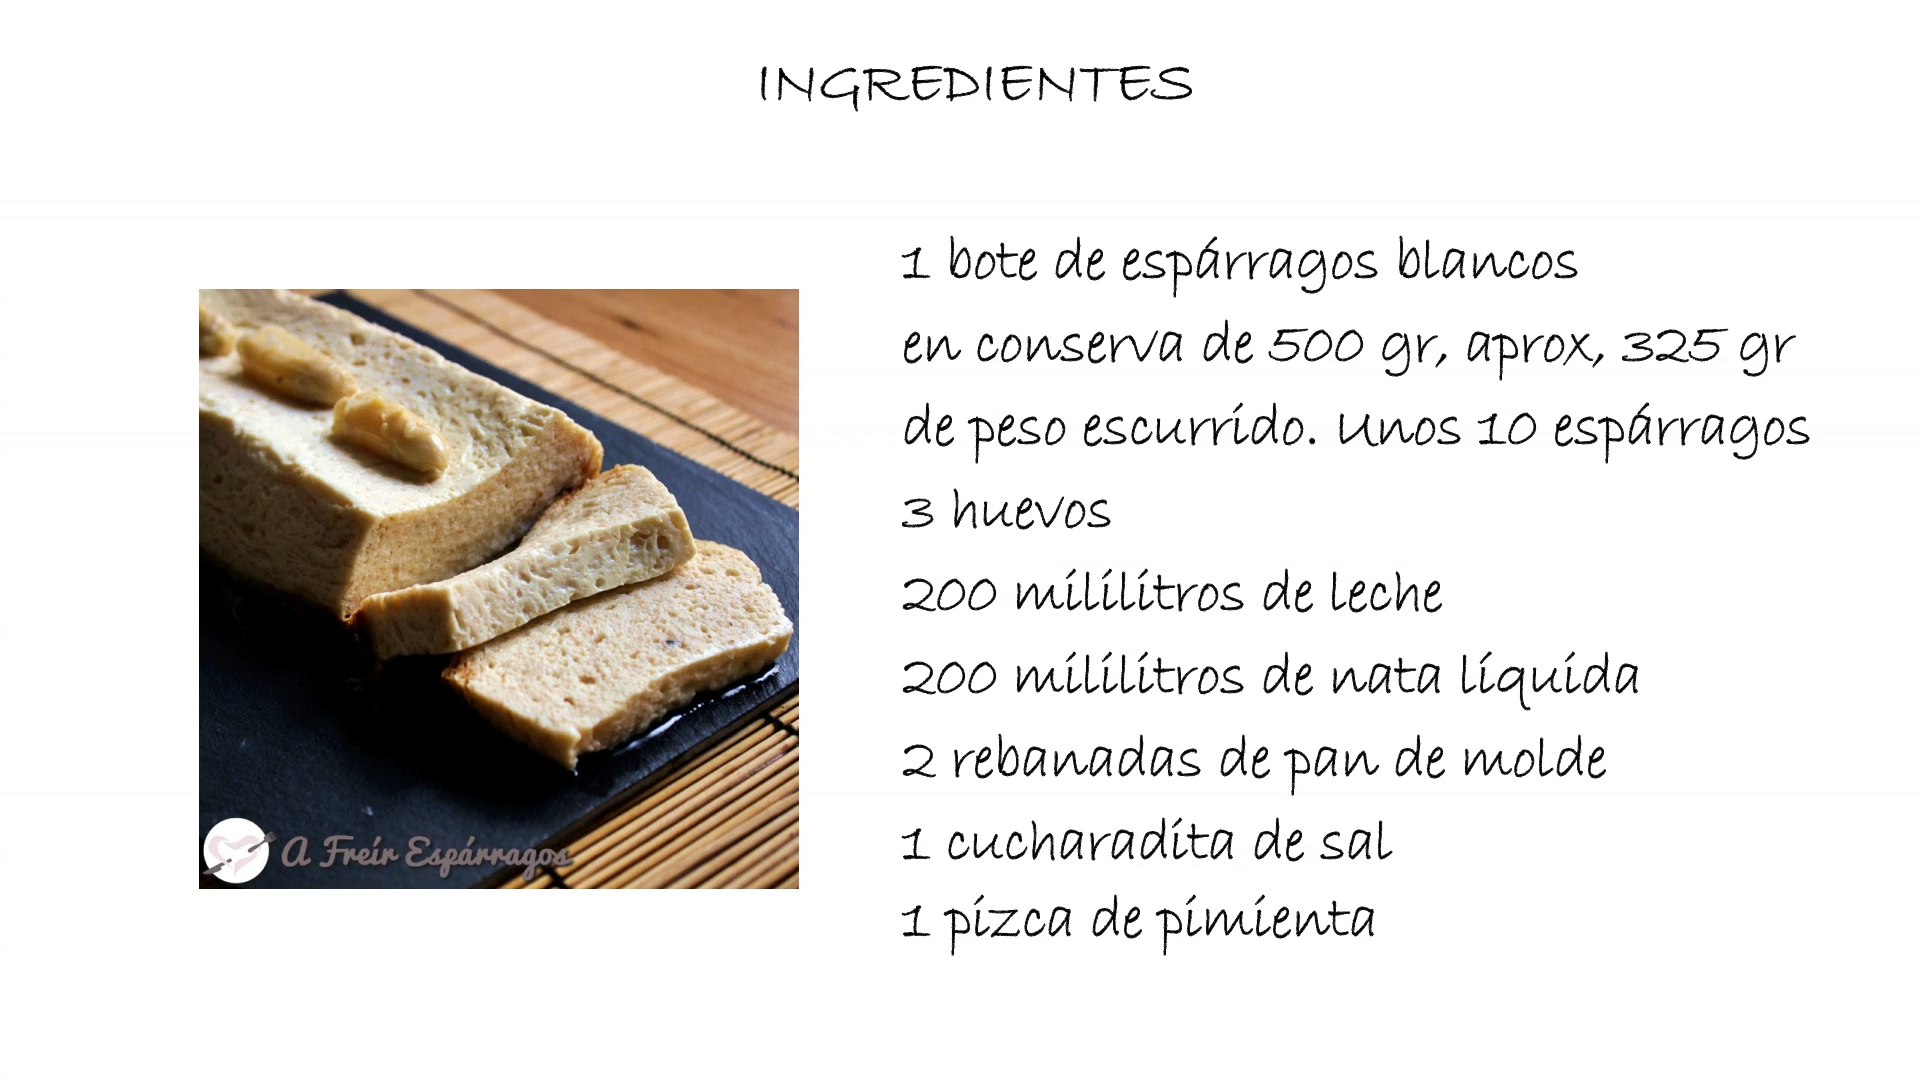 INGREDIENTES
1 bote de espárragos blancos
en conserva de 500 gr, aprox, 325 gr
de peso escurrido. Unos 10 espárragos
3 huevos
200 mililitros de leche
200 mililitros de nata líquida
2 rebanadas de pan de molde
1 cucharadita de sal
1 pizca de pimienta
A Freír Espárragos